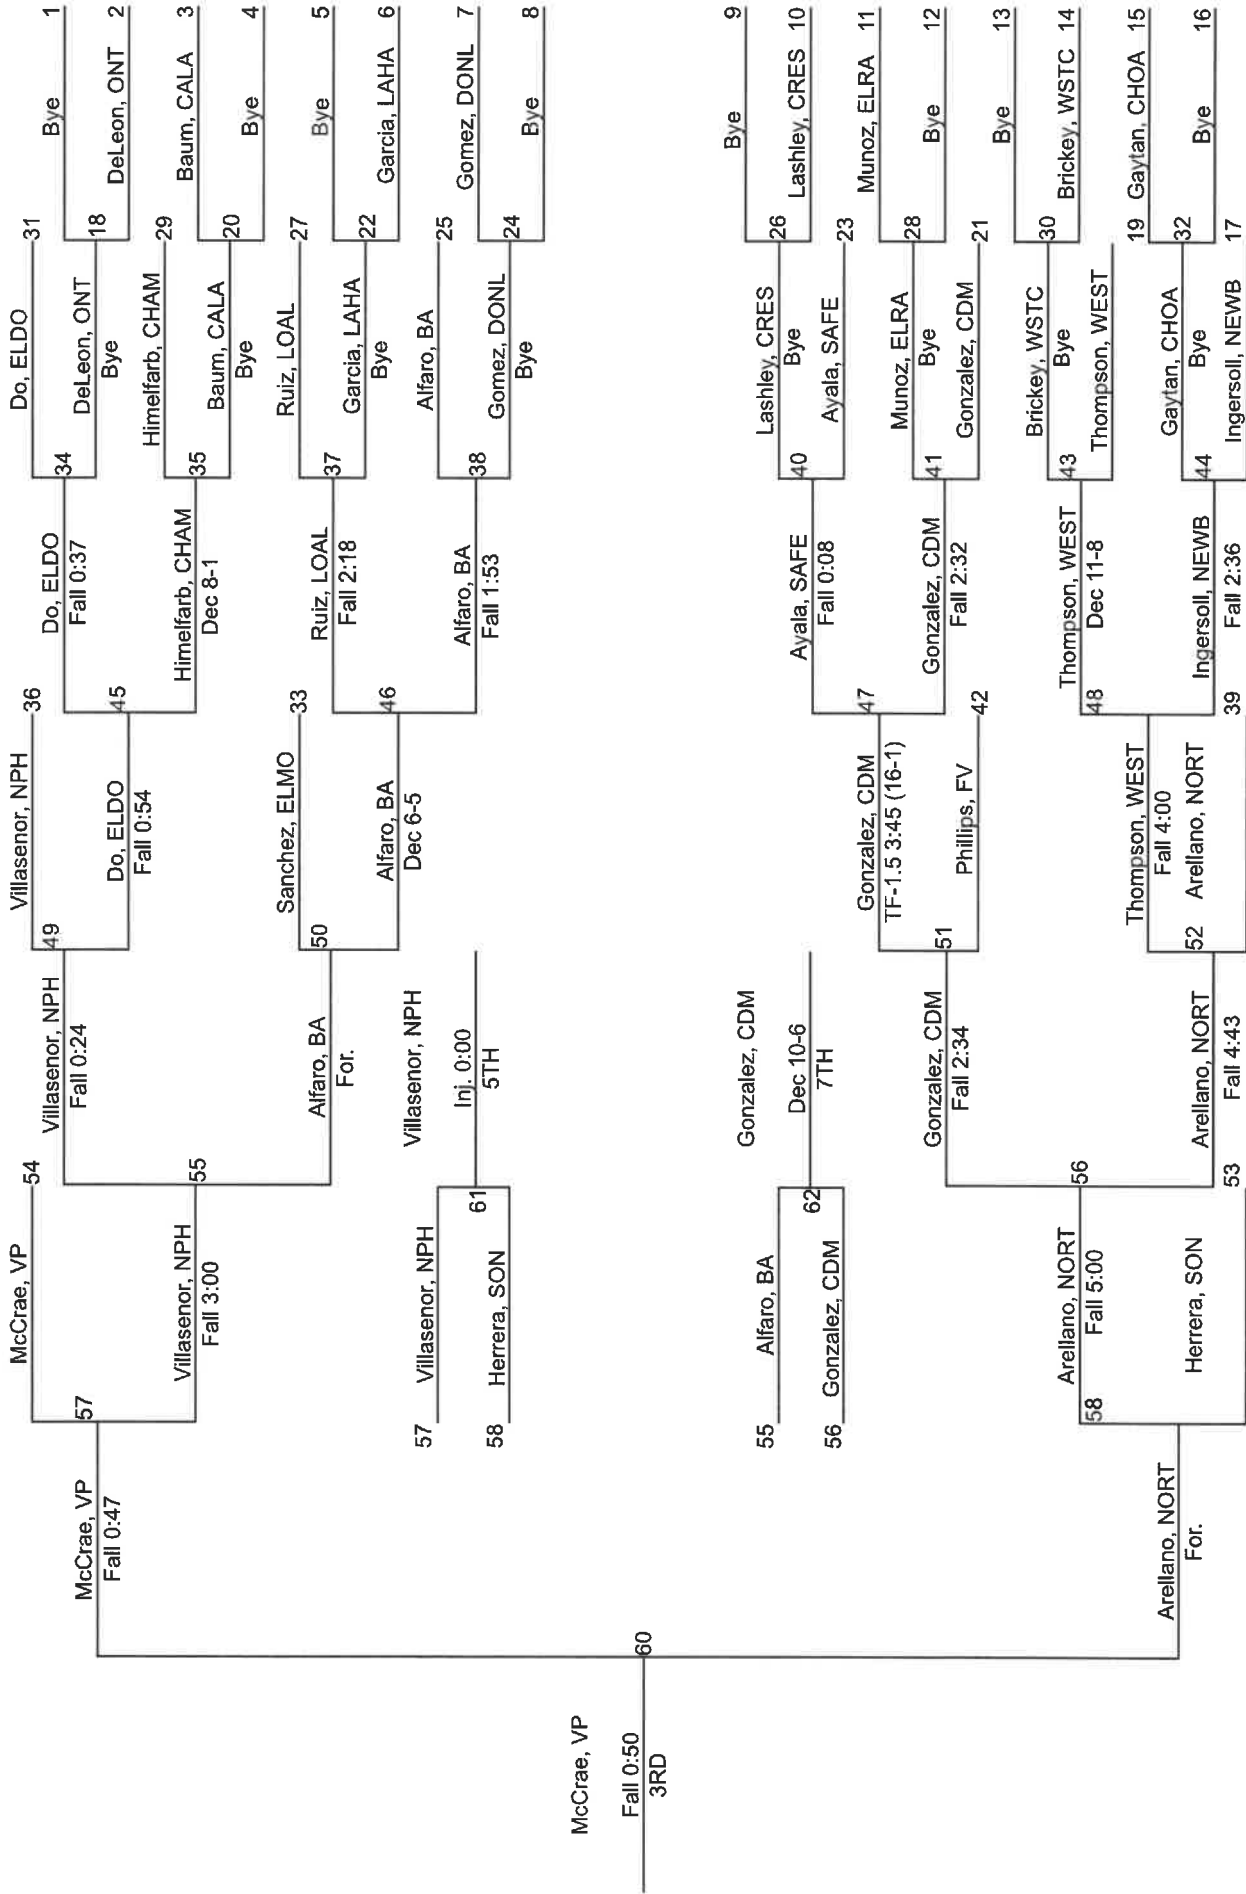 McCrae, VP
Fall 0:50
3RD
60
McCrae, VP
Fall 0:47
Arellano, NORT
For.
57
58
55
56
57
58
McCrae, VP
Villasenor, NPH
Fall 3:00
Villasenor, NPH
Herrera, SON
Alfaro, BA
Gonzalez, CDM
Arellano, NORT
Fall 5:00
Herrera, SON
54
55
61
62
56
53
Villasenor, NPH
Fall 0:24
Alfaro, BA
For.
Villasenor, NPH
Inj. 0:00
5TH
Gonzalez, CDM
Dec 10-6
7TH
Gonzalez, CDM
Fall 2:34
Arellano, NORT
Fall 4:43
49
50
51
52
Villasenor, NPH
Do, ELDO
Fall 0:54
Sanchez, ELMO
Alfaro, BA
Dec 6-5
Gonzalez, CDM
TF-1.5 3:45 (16-1)
Phillips, FV
Thompson, WEST
Fall 4:00
Arellano, NORT
36
45
33
46
47
42
48
39
Do, ELDO
Fall 0:37
Himelfarb, CHAM
Dec 8-1
Ruiz, LOAL
Fall 2:18
Alfaro, BA
Fall 1:53
Ayala, SAFE
Fall 0:08
Gonzalez, CDM
Fall 2:32
Thompson, WEST
Dec 11-8
Ingersoll, NEWB
Fall 2:36
34
35
37
38
40
41
43
44
Do, ELDO
DeLeon, ONT
Bye
Himelfarb, CHAM
Baum, CALA
Bye
Ruiz, LOAL
Garcia, LAHA
Bye
Alfaro, BA
Gomez, DONL
Bye
Lashley, CRES
Bye
Ayala, SAFE
Munoz, ELRA
Bye
Gonzalez, CDM
Brickey, WSTC
Bye
Thompson, WEST
Gaytan, CHOA
Bye
Ingersoll, NEWB
31
18
29
20
27
22
25
24
26
23
28
21
30
19
32
17
Bye 1
DeLeon, ONT 2
Baum, CALA 3
Bye 4
Bye 5
Garcia, LAHA 6
Gomez, DONL 7
Bye 8
Bye 9
Lashley, CRES 10
Munoz, ELRA 11
Bye 12
Bye 13
Brickey, WSTC 14
Gaytan, CHOA 15
Bye 16